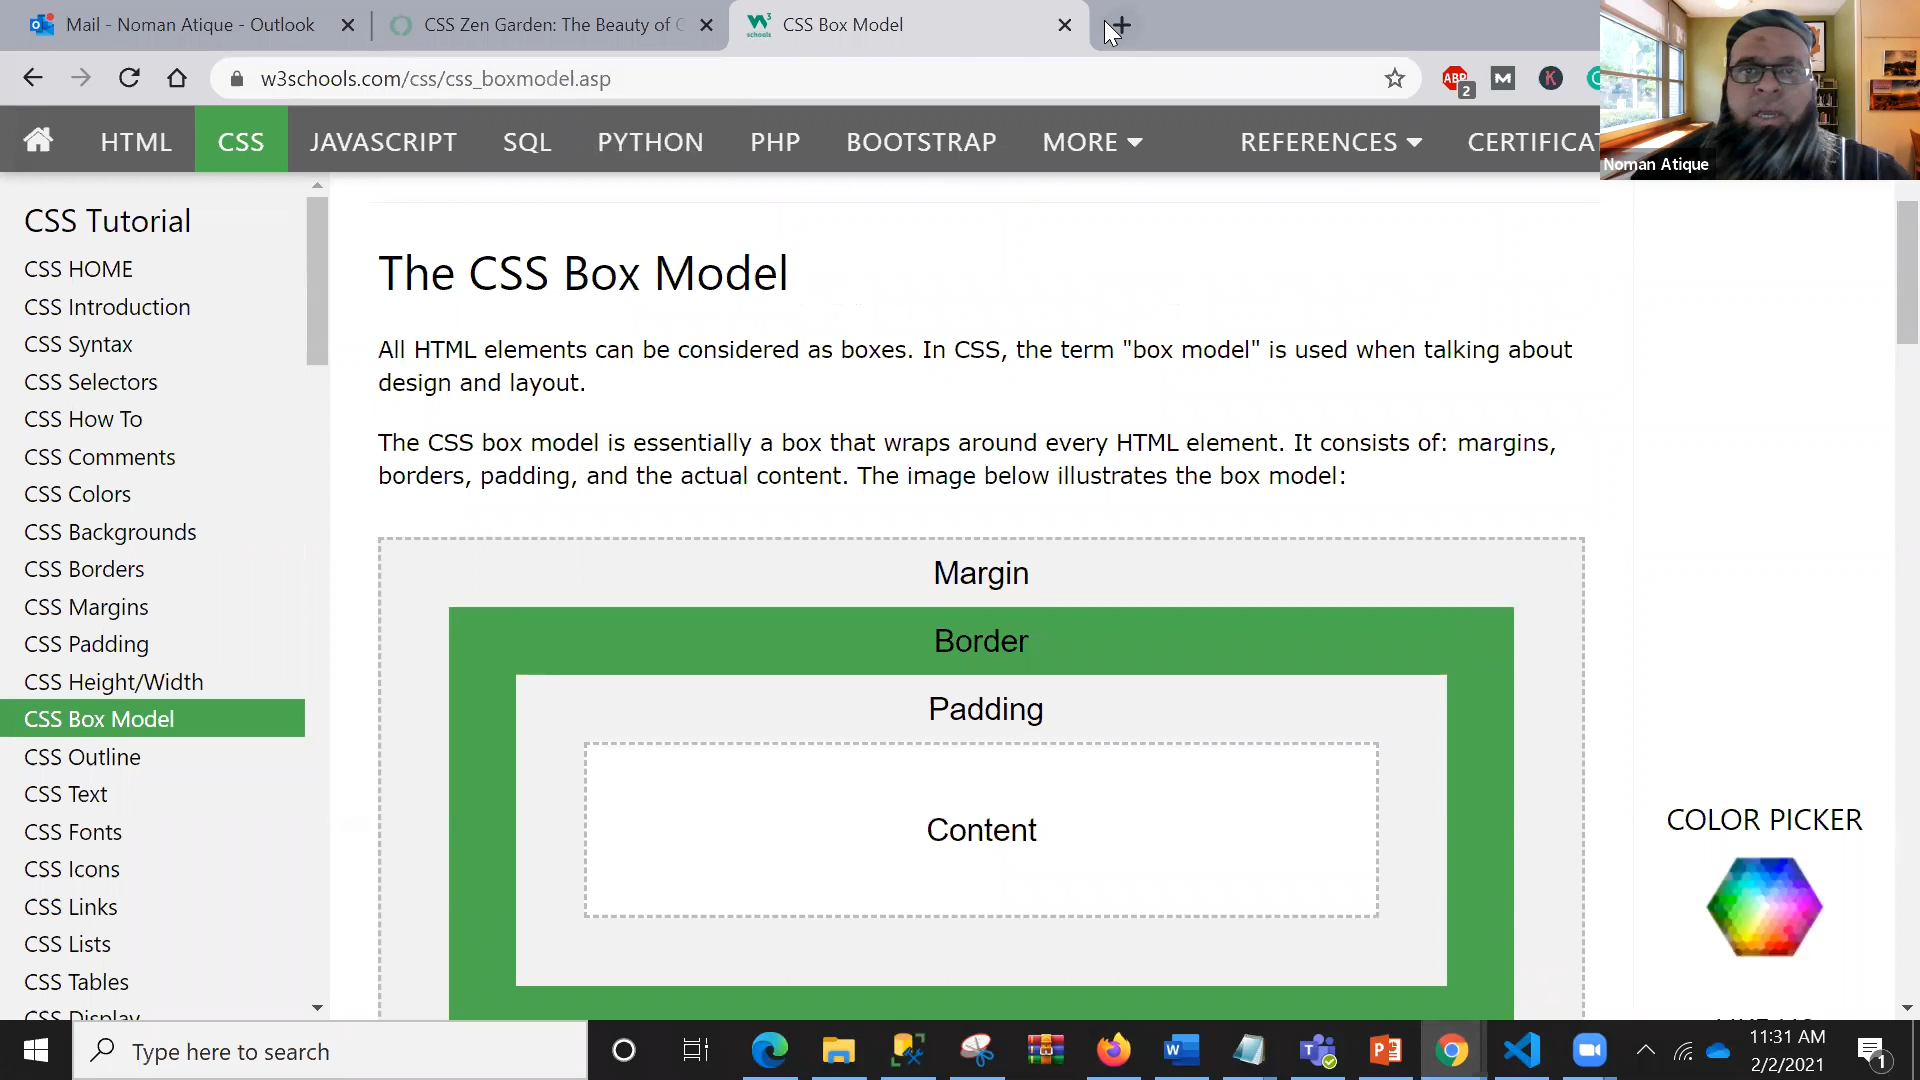 Mail - Noman Atique - Outlook
CSS Zen Garden: The Beauty of C
W3 schools
CSS Box Model
w3schools.com/css/css_boxmodel.asp
ABP
2
M
K
HTML
CSS
JAVASCRIPT
SQL
PYTHON
PHP
BOOTSTRAP
MORE
REFERENCES
CERTIFICA
Noman Atique
CSS Tutorial
CSS HOME
CSS Introduction
CSS Syntax
CSS Selectors
CSS How To
CSS Comments
CSS Colors
CSS Backgrounds
CSS Borders
CSS Margins
CSS Padding
CSS Height/Width
CSS Box Model
CSS Outline
CSS Text
CSS Fonts
CSS Icons
CSS Links
CSS Lists
CSS Tables
CSS Display
The CSS Box Model
All HTML elements can be considered as boxes. In CSS, the term "box model" is used when talking about
design and layout.
The CSS box model is essentially a box that wraps around every HTML element. It consists of: margins,
borders, padding, and the actual content. The image below illustrates the box model:
Margin
Border
Padding
Content
COLOR PICKER
Type here to search
11:31 AM
2/2/2021
1